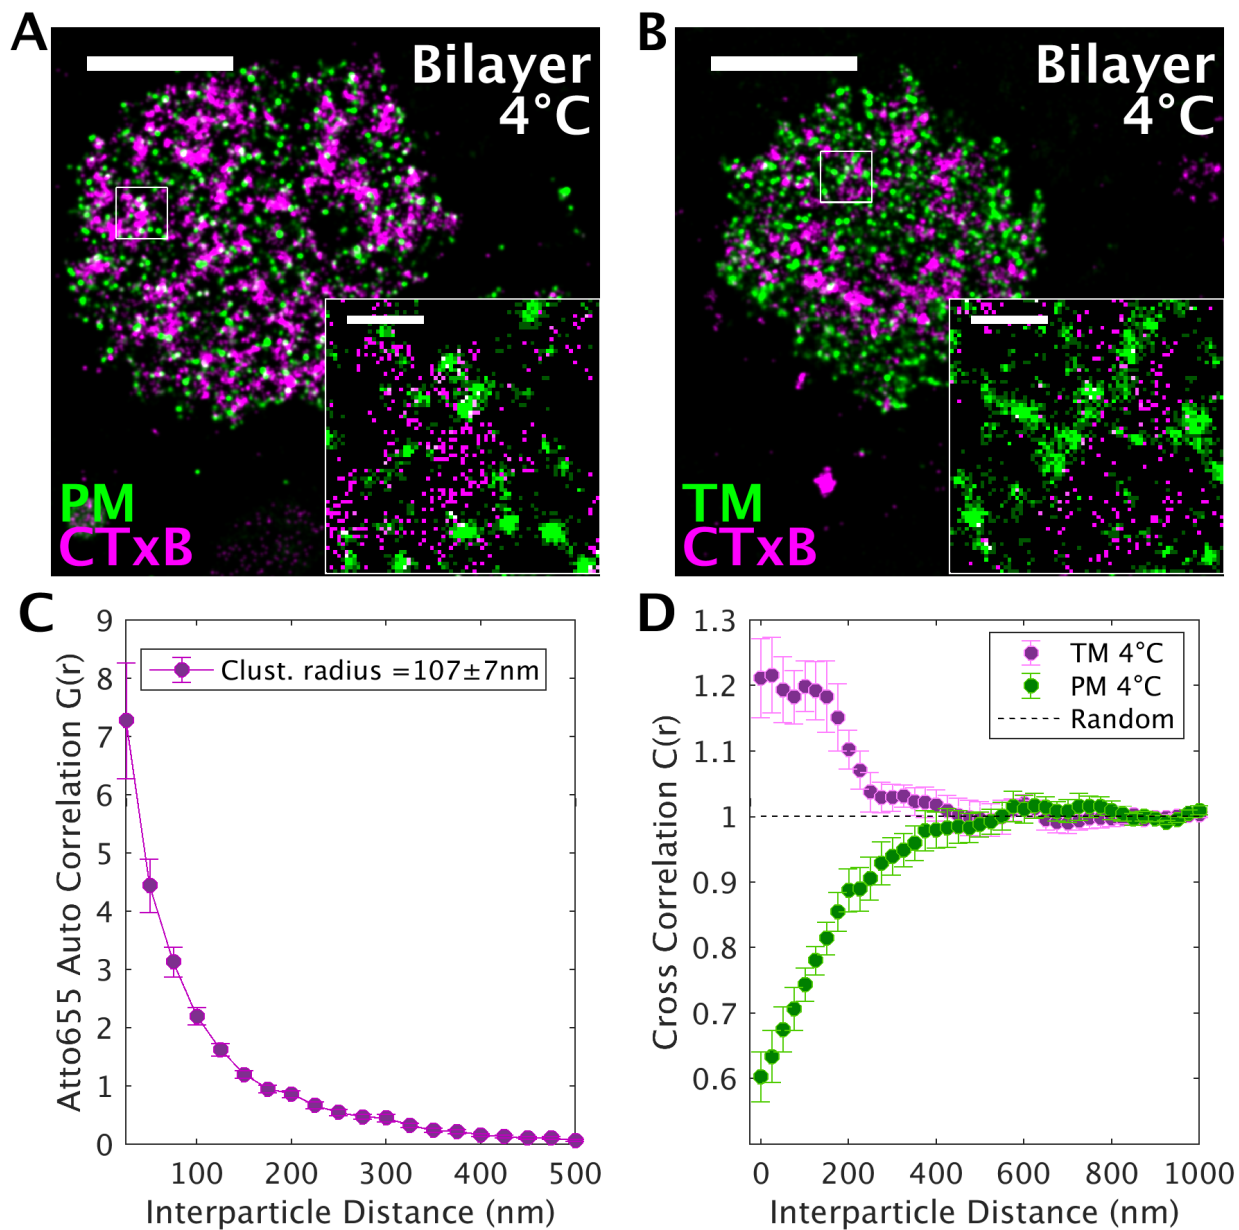 A
Bilayer
4°C
PM
CTxB
B
Bilayer
4°C
TM
CTxB
C
9
8
7
6
5
4
3
2
1
0
Atto655 Auto Correlation G(r)
Clust. radius =107±7nm
100
200
300
400
500
Interparticle Distance (nm)
D
1.3
1.2
1.1
1
0.9
0.8
0.7
0.6
Cross Correlation C(r)
TM 4°C
PM 4°C
Random
0
200
400
600
800
1000
Interparticle Distance (nm)